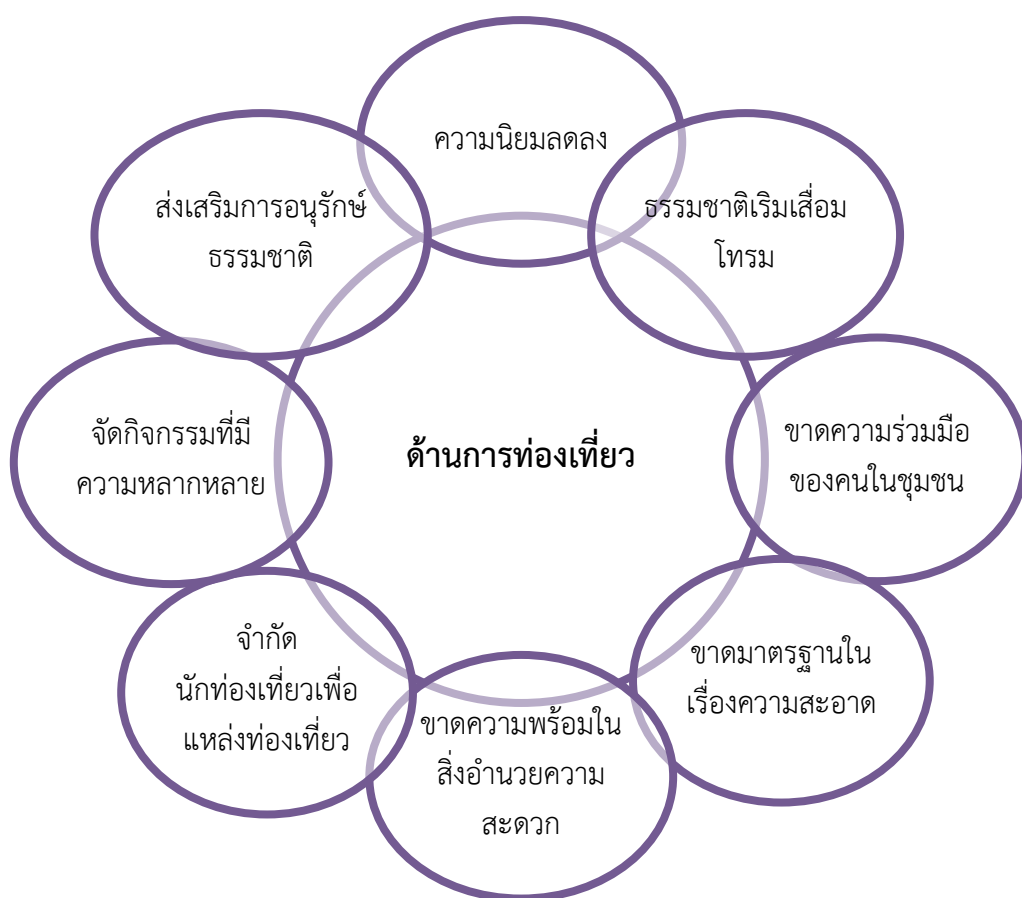 ความนิยมลดลง
ธรรมชาติเริมเสื่อม
โทรม
ขาดความร่วมมือ
ของคนในชุมชน
ขาดมาตรฐานใน
เรื่องความสะอาด
ขาดความพร้อมใน
สิ่งอำนวยความ
สะดวก
จำกัด
นักท่องเที่ยวเพื่อ
แหล่งท่องเที่ยว
จัดกิจกรรมที่มี
ความหลากหลาย
ส่งเสริมการอนุรักษ์
ธรรมชาติ
ด้านการท่องเที่ยว